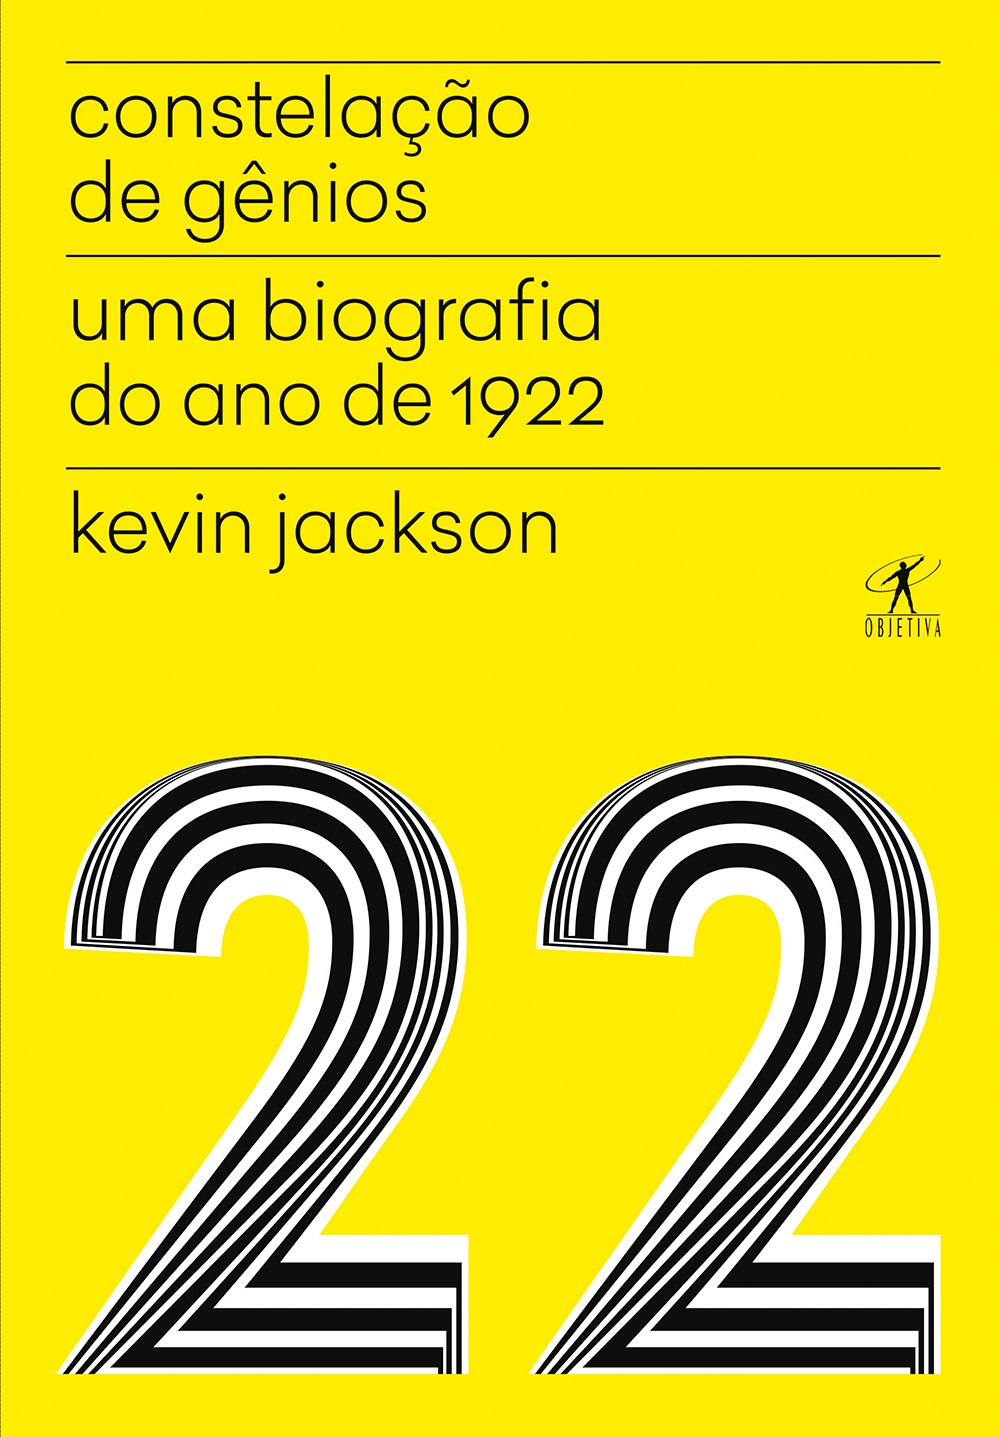 constelação
de gênios
uma biografia
do ano de 1922
kevin jackson
OBJETIVA
22